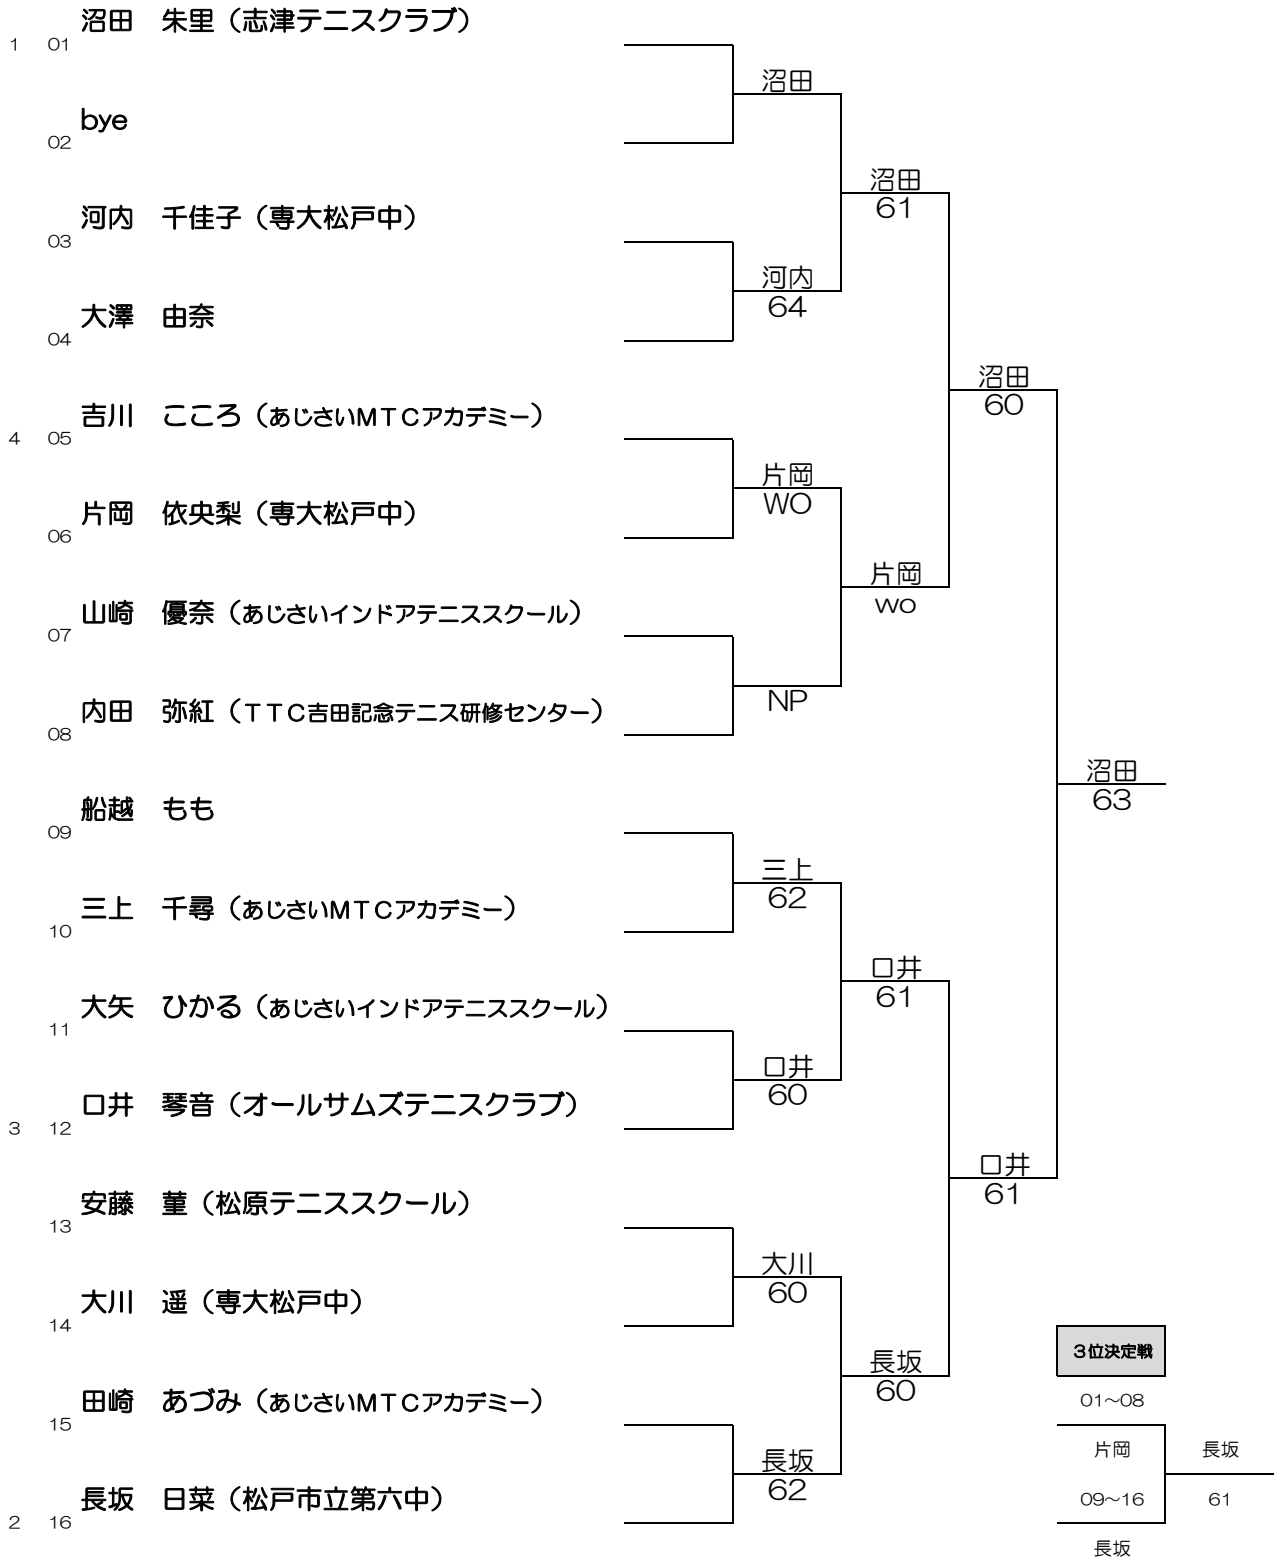 1 01 沼田　朱里（志津テニスクラブ）
沼田
02 bye
沼田
61
03 河内　千佳子（専大松戸中）
河内
64
04 大澤　由奈
沼田
60
4 05 吉川　こころ（あじさいＭＴＣアカデミー）
片岡
WO
06 片岡　依央梨（専大松戸中）
片岡
wo
07 山崎　優奈（あじさいインドアテニススクール）
NP
08 内田　弥紅（ＴＴＣ吉田記念テニス研修センター）
沼田
63
09 船越　もも
三上
62
10 三上　千尋（あじさいＭＴＣアカデミー）
口井
61
11 大矢　ひかる（あじさいインドアテニススクール）
口井
60
3 12 口井　琴音（オールサムズテニスクラブ）
口井
61
13 安藤　菫（松原テニススクール）
大川
60
14 大川　遥（専大松戸中）
長坂
60
15 田崎　あづみ（あじさいＭＴＣアカデミー）
長坂
62
2 16 長坂　日菜（松戸市立第六中）
３位決定戦
01～08
片岡
長坂
09～16
61
長坂